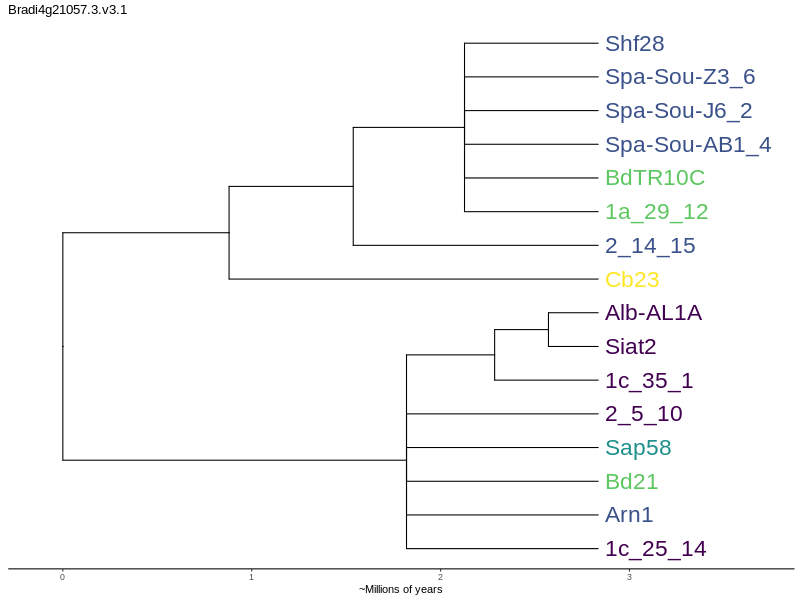 Bradi4g21057.3.v3.1
Shf28
Spa-Sou-Z3_6
Spa-Sou-J6_2
Spa-Sou-AB1_4
BdTR10C
1a_29_12
2_14_15
Cb23
Alb-AL1A
Siat2
1c_35_1
2_5_10
Sap58
Bd21
Arn1
1c_25_14
0 1 2 3
~Millions of years